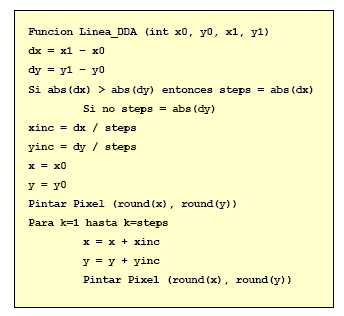 Funcion Linea_DDA (int x0, y0, x1, y1)
dx = x1 - x0
dy = y1 - y0
Si abs(dx) > abs(dy) entonces steps = abs(dx)
Si no steps = abs(dy)
xinc = dx / steps
yinc = dy / steps
x = x0
y = y0
Pintar Pixel (round(x), round(y))
Para k=1 hasta k=steps
x = x + xinc
y = y + yinc
Pintar Pixel (round(x), round(y))